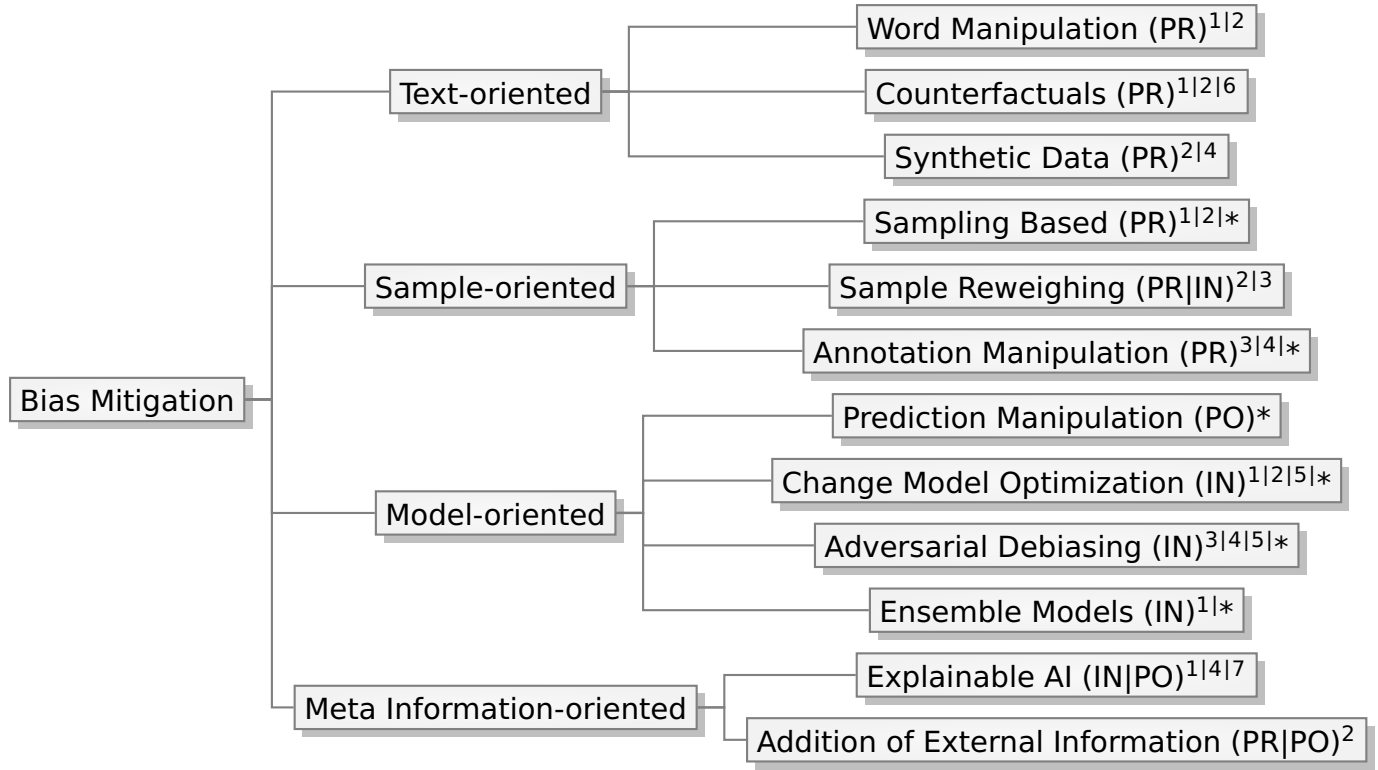 Bias Mitigation
Text-oriented
Word Manipulation (PR)1|2
Counterfactuals (PR)1|2|6
Synthetic Data (PR)2|4
Sample-oriented
Sampling Based (PR)1|2|*
Sample Reweighing (PR|IN)2|3
Annotation Manipulation (PR)3|4|*
Model-oriented
Prediction Manipulation (PO)*
Change Model Optimization (IN)1|2|5|*
Adversarial Debiasing (IN)3|4|5|*
Ensemble Models (IN)1|*
Meta Information-oriented
Explainable AI (IN|PO)1|4|7
Addition of External Information (PR|PO)2